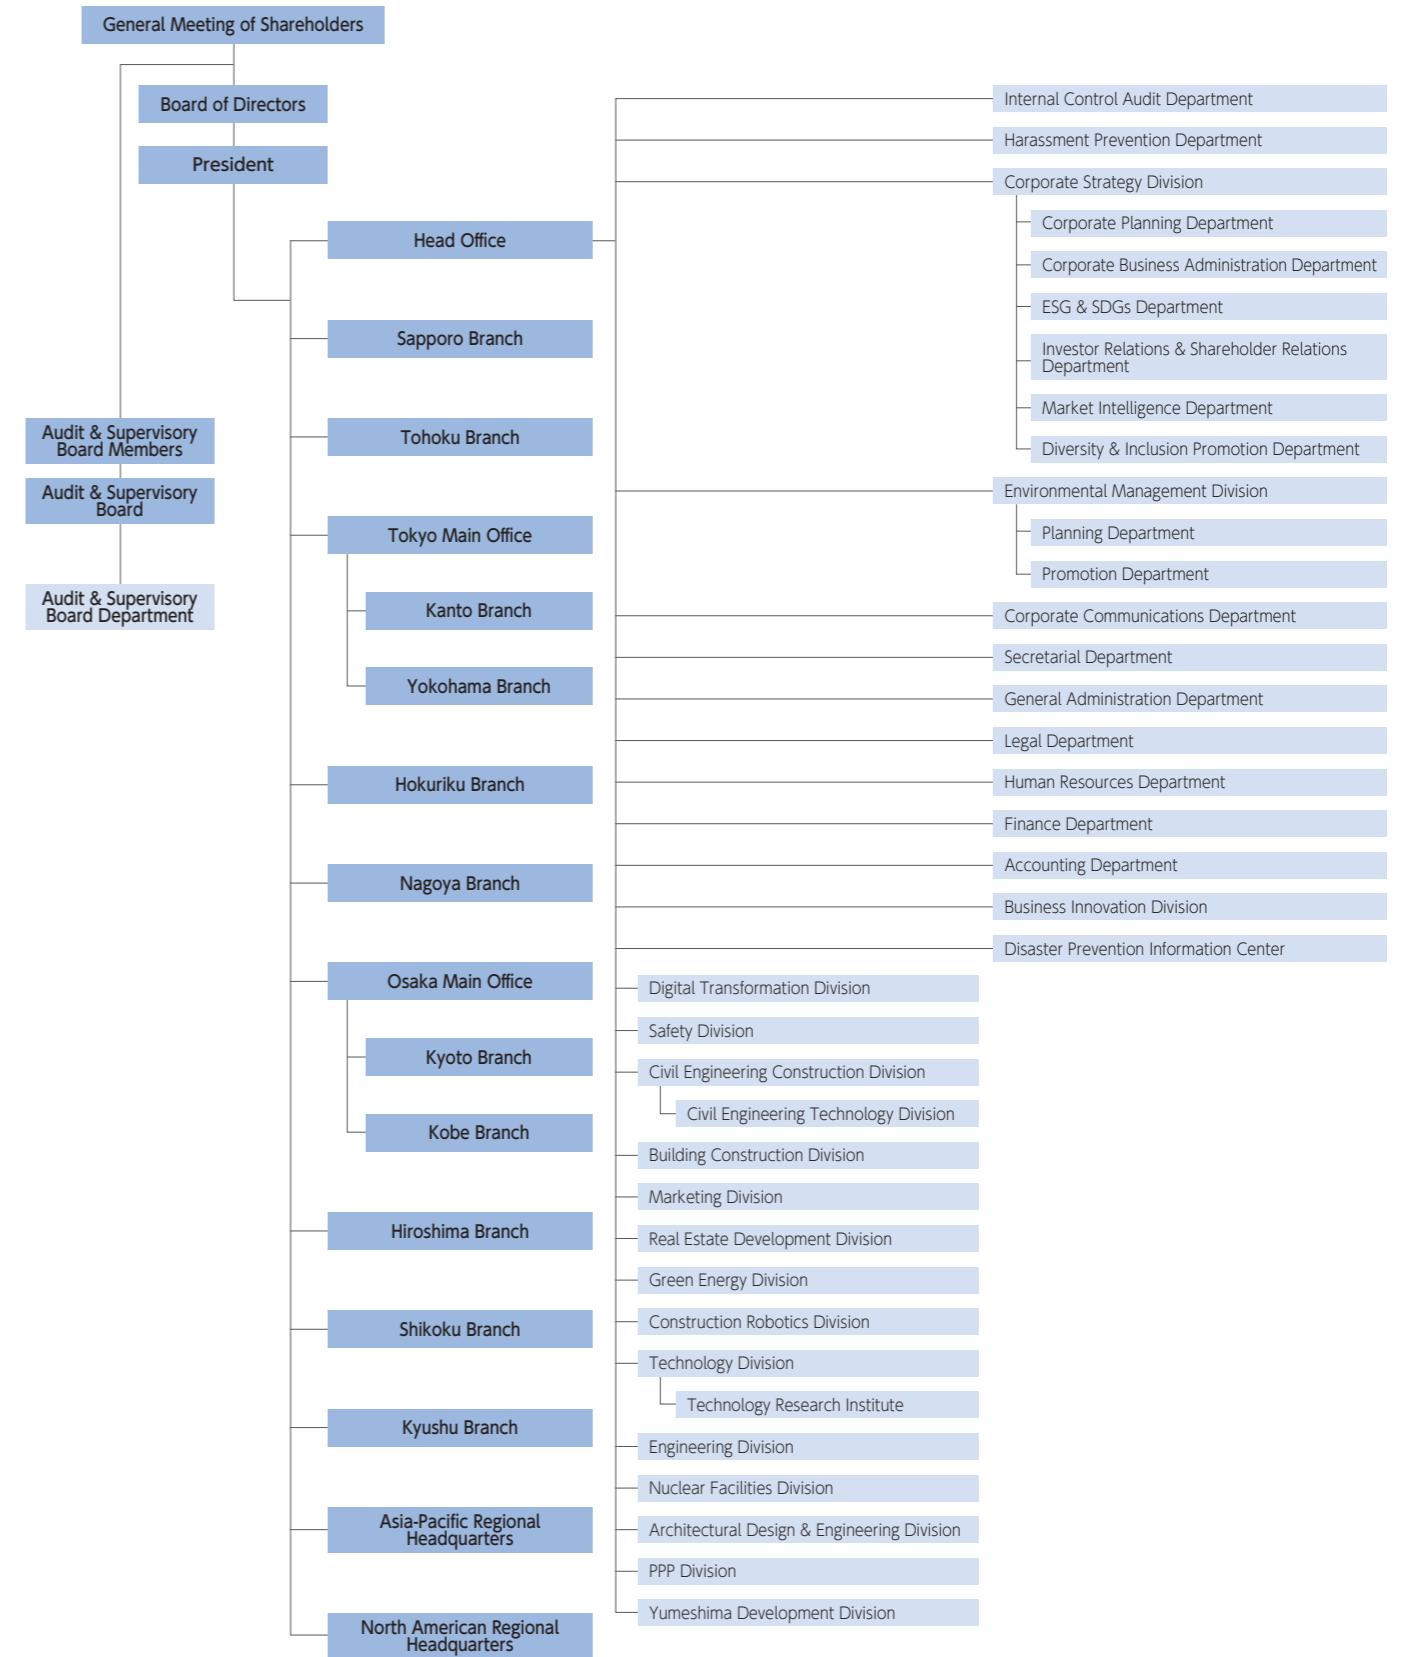 General Meeting of Shareholders
Board of Directors
President
Audit & Supervisory
Board Members
Audit & Supervisory
Board
Audit & Supervisory
Board Department
Head Office
Sapporo Branch
Tohoku Branch
Tokyo Main Office
Kanto Branch
Yokohama Branch
Hokuriku Branch
Nagoya Branch
Osaka Main Office
Kyoto Branch
Kobe Branch
Hiroshima Branch
Shikoku Branch
Kyushu Branch
Asia-Pacific Regional
Headquarters
North American Regional
Headquarters
Internal Control Audit Department
Harassment Prevention Department
Corporate Strategy Division
Corporate Planning Department
Corporate Business Administration Department
ESG & SDGs Department
Investor Relations & Shareholder Relations
Department
Market Intelligence Department
Diversity & Inclusion Promotion Department
Environmental Management Division
Planning Department
Promotion Department
Corporate Communications Department
Secretarial Department
General Administration Department
Legal Department
Human Resources Department
Finance Department
Accounting Department
Business Innovation Division
Disaster Prevention Information Center
Digital Transformation Division
Safety Division
Civil Engineering Construction Division
Civil Engineering Technology Division
Building Construction Division
Marketing Division
Real Estate Development Division
Green Energy Division
Construction Robotics Division
Technology Division
Technology Research Institute
Engineering Division
Nuclear Facilities Division
Architectural Design & Engineering Division
PPP Division
Yumeshima Development Division